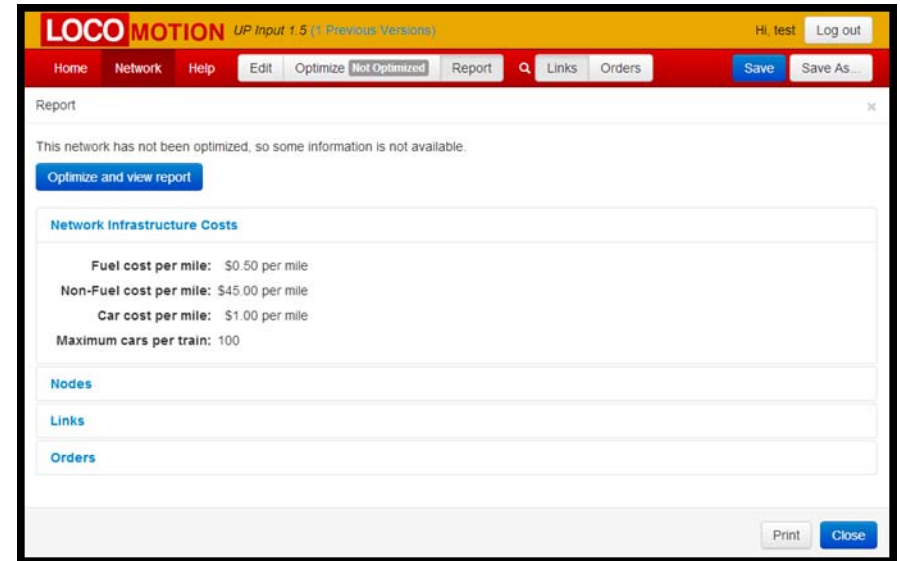 LOCOMOTION UP Input 1.5 (1 Previous Versions) Hi, test Log out
Home Network Help Edit Optimize Not Optimized Report Links Orders Save Save As...
Report ×
This network has not been optimized, so some information is not available.
Optimize and view report
Network Infrastructure Costs
Fuel cost per mile: $0.50 per mile
Non-Fuel cost per mile: $45.00 per mile
Car cost per mile: $1.00 per mile
Maximum cars per train: 100
Nodes
Links
Orders
Print Close